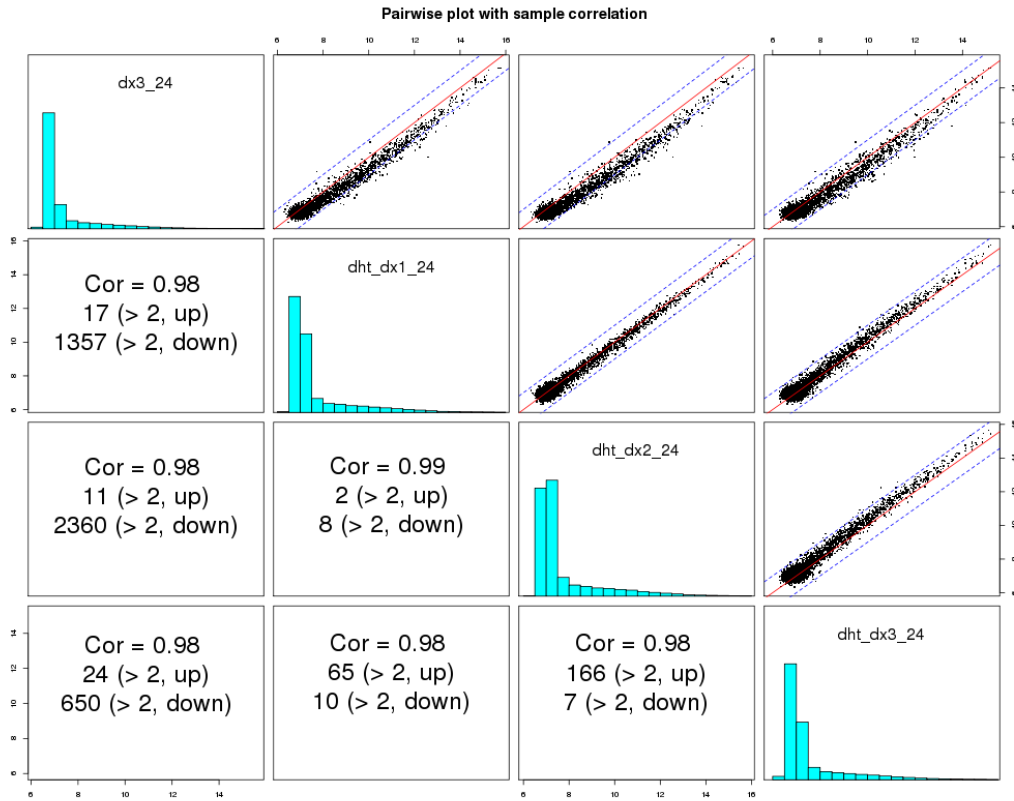 Pairwise plot with sample correlation
6 8 10 12 14 16
6 8 10 12 14
dx3_24
16
14
12
10
8
6
Cor = 0.98
17 (> 2, up)
1357 (> 2, down)
dht_dx1_24
Cor = 0.98
11 (> 2, up)
2360 (> 2, down)
Cor = 0.99
2 (> 2, up)
8 (> 2, down)
dht_dx2_24
14
12
10
8
6
Cor = 0.98
24 (> 2, up)
650 (> 2, down)
Cor = 0.98
65 (> 2, up)
10 (> 2, down)
Cor = 0.98
166 (> 2, up)
7 (> 2, down)
dht_dx3_24
6 8 10 12 14
6 8 10 12 14 16